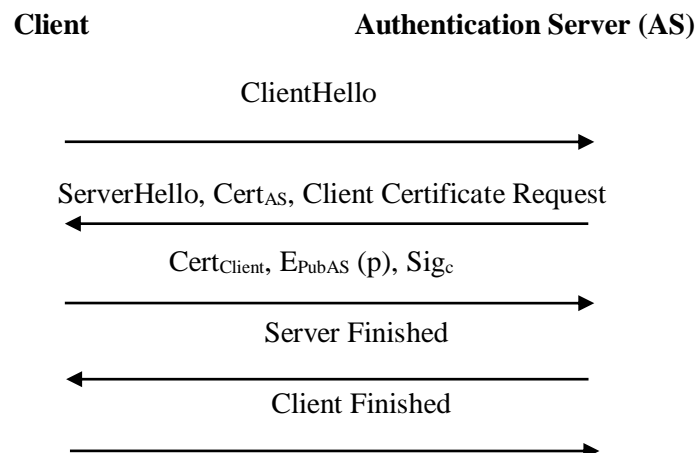 Client Authentication Server (AS)
ClientHello
ServerHello, CertAS, Client Certificate Request
CertClient, EPubAS (p), Sigc
Server Finished
Client Finished